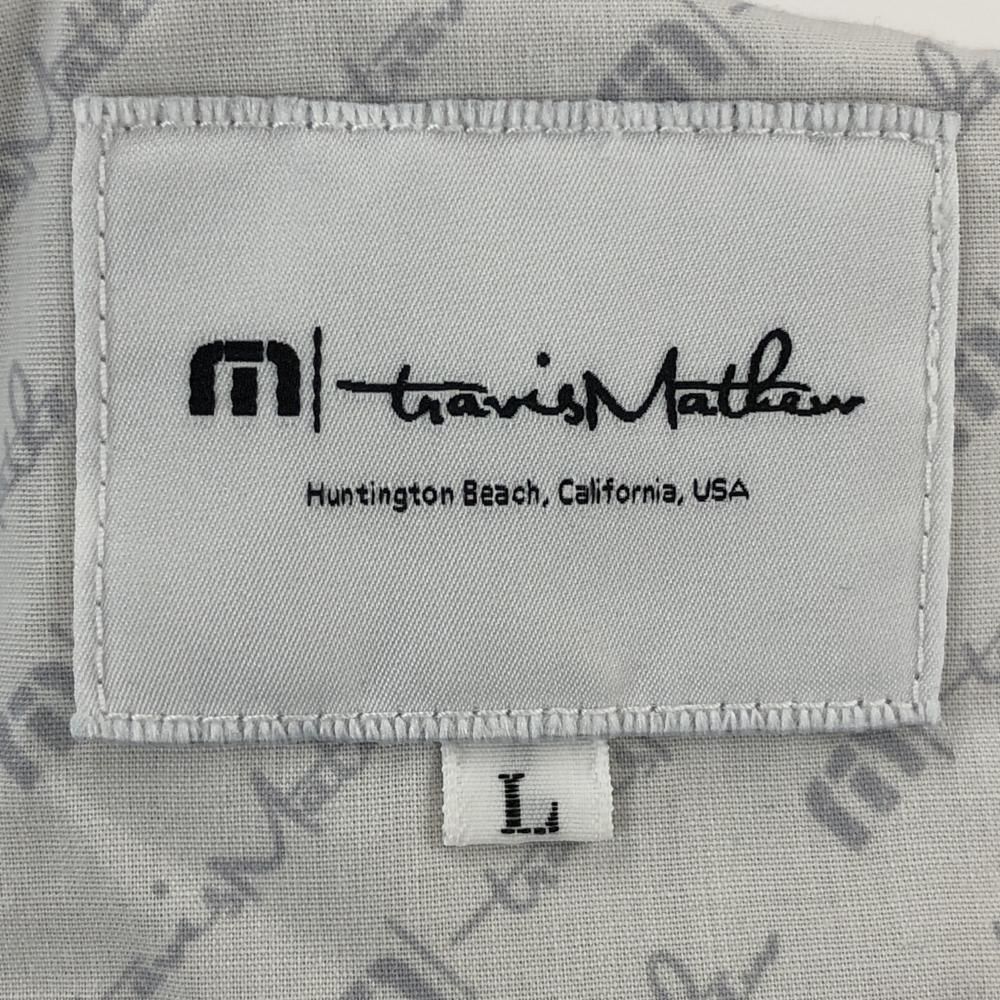 travisMathew
Huntington Beach, California, USA
L